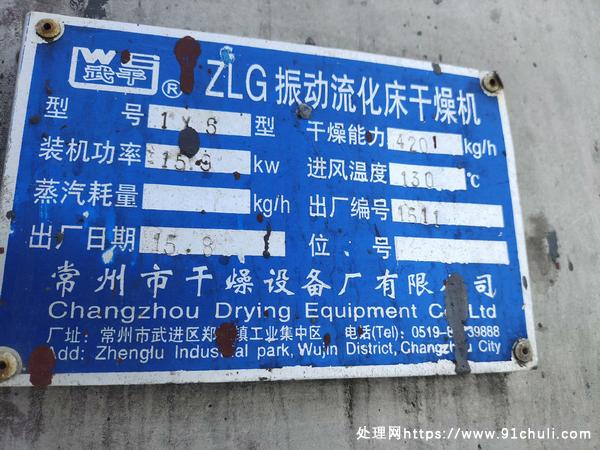 WS
武干
® ZLG 振动流化床干燥机
型 号 1×6 型 干燥能力 420 kg/h
装机功率 15.8 kw 进风温度 130 ℃
蒸汽耗量 kg/h 出厂编号 1511
出厂日期 15.8 位 号
常州市干燥设备厂有限公司
Changzhou Drying Equipment Co Ltd
厂址: 常州市武进区郑 镇工业集中区 电话(Tel): 0519- 39888
Add: Zhenglu Industrial park, Wujin District, Changzhou City
处理网https://www.91chuli.com